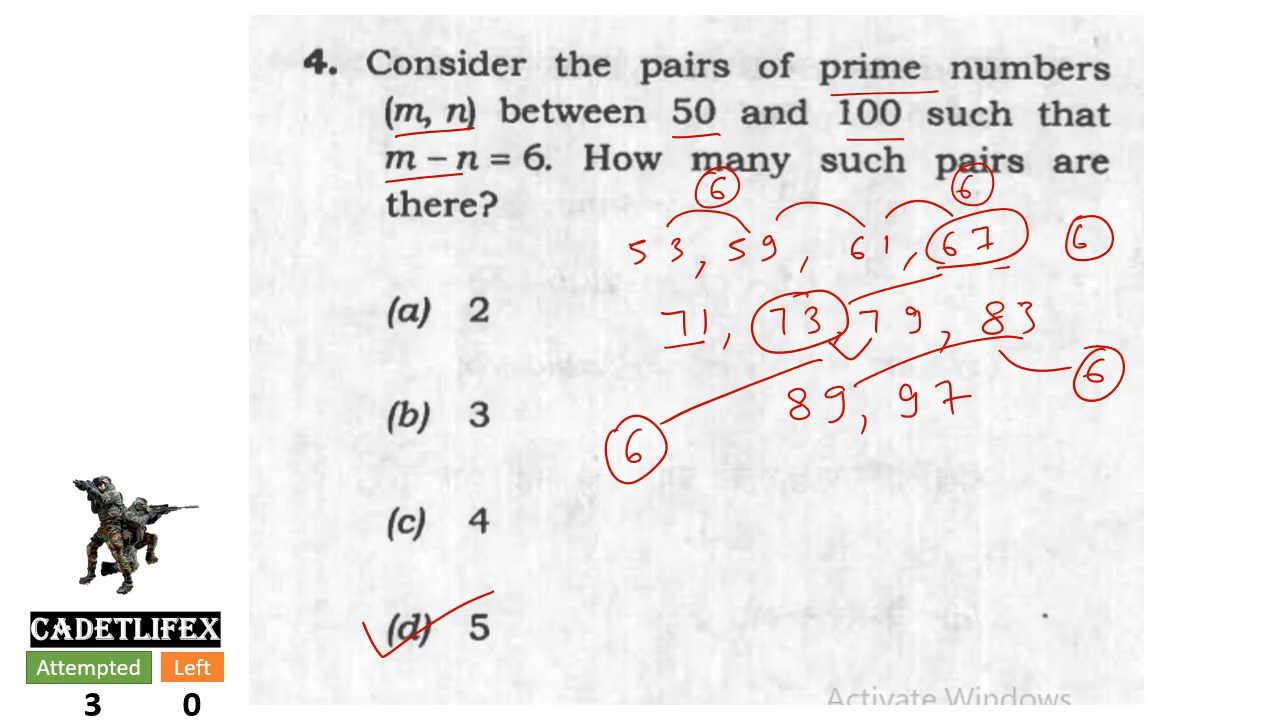 4. Consider the pairs of prime numbers
(m, n) between 50 and 100 such that
m – n = 6. How many such pairs are
there?
6 6
53, 59, 61, 67 6
(a) 2
71, 73, 79, 83
6
89, 97
(b) 3
6
(c) 4
(d) 5
CADETLIFEX
Attempted Left
3 0
Activate Windows